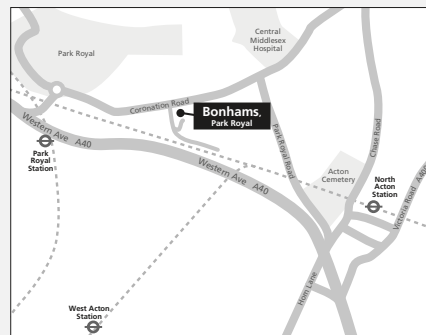 Park Royal
Central
Middlesex
Hospital
Coronation Road
Bonhams,
Park Royal
Western Ave A40
Park
Royal
Station
Western Ave A40
Park Royal Road
Chase Road
Acton
Cemetery
North
Acton
Station
Victoria Road A40
Horn Lane
West Acton
Station